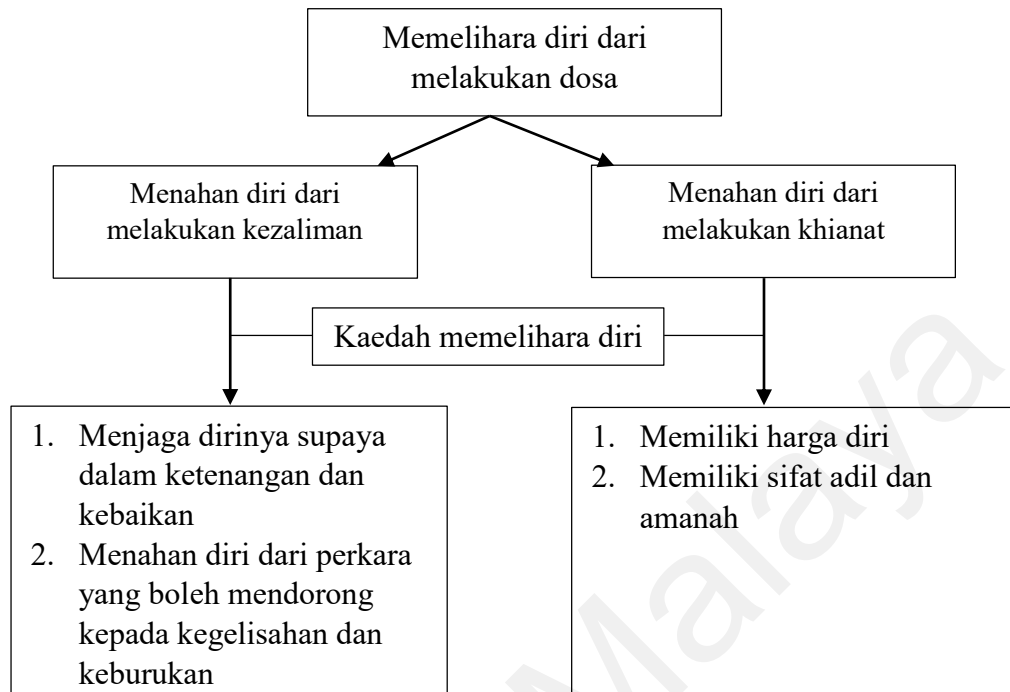 Memelihara diri dari
melakukan dosa
Menahan diri dari
melakukan kezaliman
Menahan diri dari
melakukan khianat
Kaedah memelihara diri
1. Menjaga dirinya supaya
dalam ketenangan dan
kebaikan
2. Menahan diri dari perkara
yang boleh mendorong
kepada kegelisahan dan
keburukan
1. Memiliki harga diri
2. Memiliki sifat adil dan
amanah
Malaya